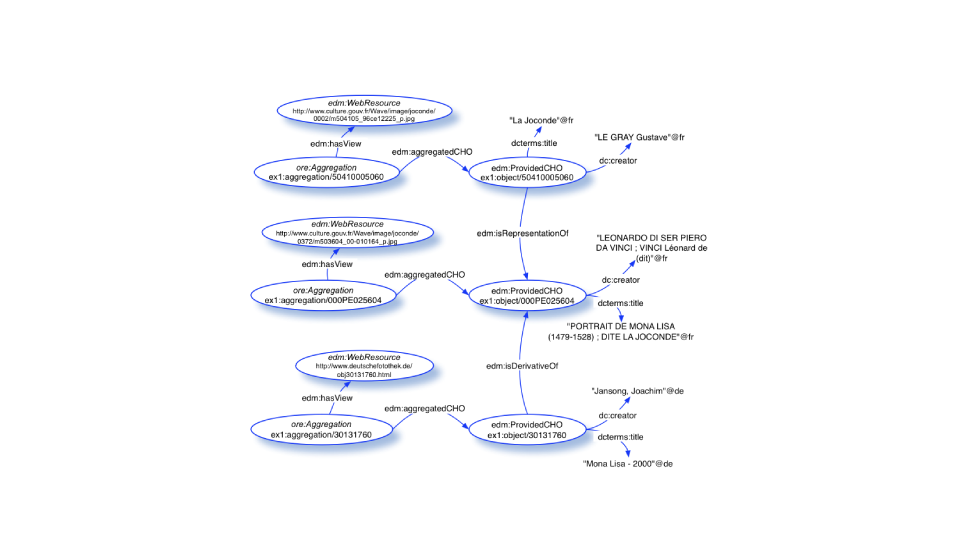 edm:WebResource
http://www.culture.gouv.fr/Wave/image/joconde/
0002/m504105_96ce12225_p.jpg
"La Joconde"@fr
edm:hasView
edm:aggregatedCHO
dcterms:title
"LE GRAY Gustave"@fr
dc:creator
ore:Aggregation
ex1:aggregation/50410005060
edm:ProvidedCHO
ex1:object/50410005060
edm:WebResource
http://www.culture.gouv.fr/Wave/image/joconde/
0372/m503604_00-010164_p.jpg
edm:isRepresentationOf
"LEONARDO DI SER PIERO
DA VINCI ; VINCI Léonard de
(dit)"@fr
edm:hasView
edm:aggregatedCHO
dc:creator
ore:Aggregation
ex1:aggregation/000PE025604
edm:ProvidedCHO
ex1:object/000PE025604
dcterms:title
"PORTRAIT DE MONA LISA
(1479-1528) ; DITE LA JOCONDE"@fr
edm:WebResource
http://www.deutschefotothek.de/
obj30131760.html
edm:isDerivativeOf
edm:hasView
edm:aggregatedCHO
"Jansong, Joachim"@de
dc:creator
ore:Aggregation
ex1:aggregation/30131760
edm:ProvidedCHO
ex1:object/30131760
dcterms:title
"Mona Lisa - 2000"@de